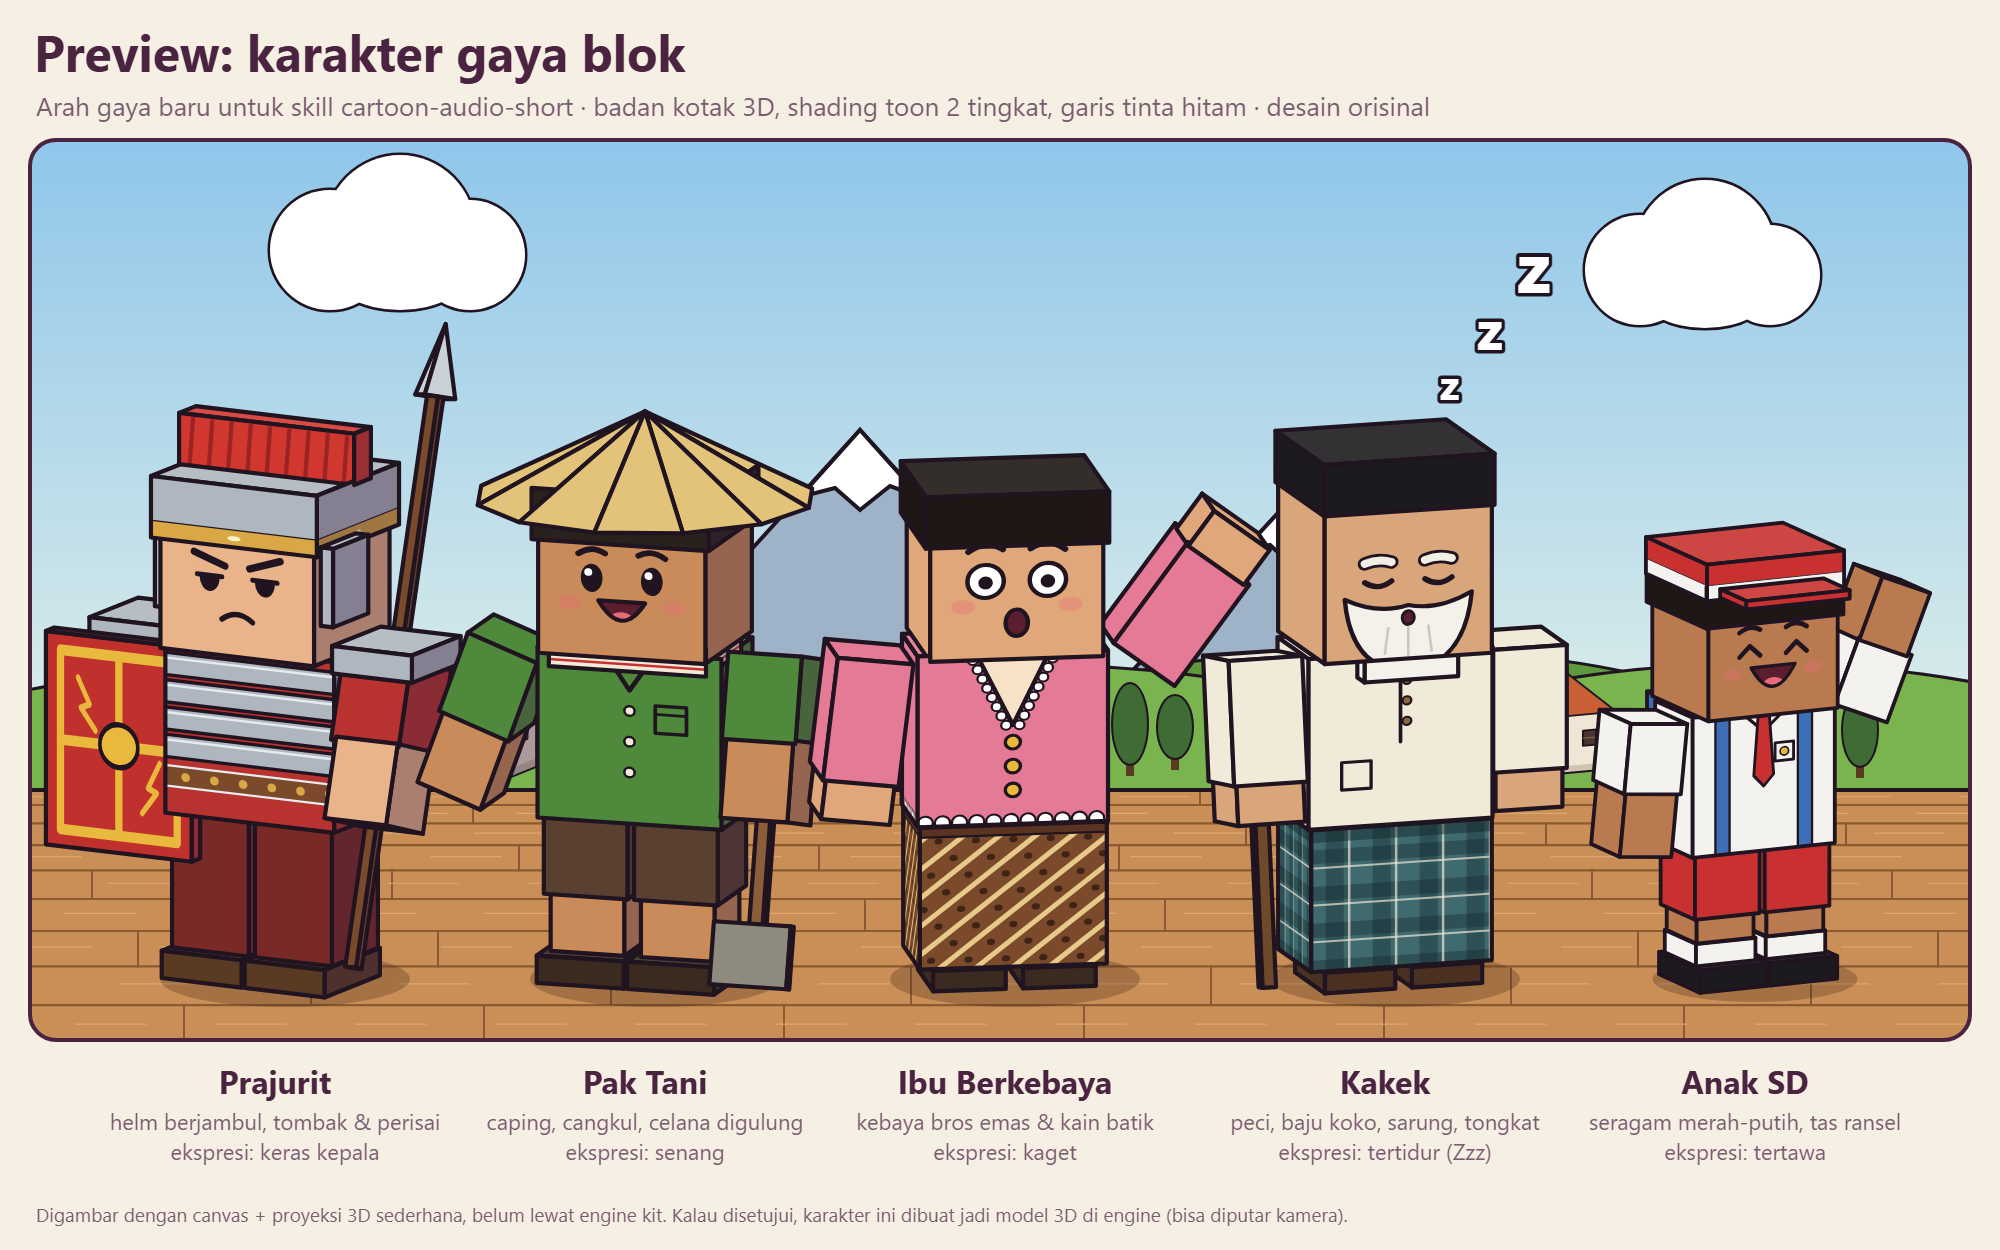 Preview: karakter gaya blok
Arah gaya baru untuk skill cartoon-audio-short · badan kotak 3D, shading toon 2 tingkat, garis tinta hitam · desain orisinal
Z
Z
Z
Prajurit
helm berjambul, tombak & perisai
ekspresi: keras kepala
Pak Tani
caping, cangkul, celana digulung
ekspresi: senang
Ibu Berkebaya
kebaya bros emas & kain batik
ekspresi: kaget
Kakek
peci, baju koko, sarung, tongkat
ekspresi: tertidur (Zzz)
Anak SD
seragam merah-putih, tas ransel
ekspresi: tertawa
Digambar dengan canvas + proyeksi 3D sederhana, belum lewat engine kit. Kalau disetujui, karakter ini dibuat jadi model 3D di engine (bisa diputar kamera).